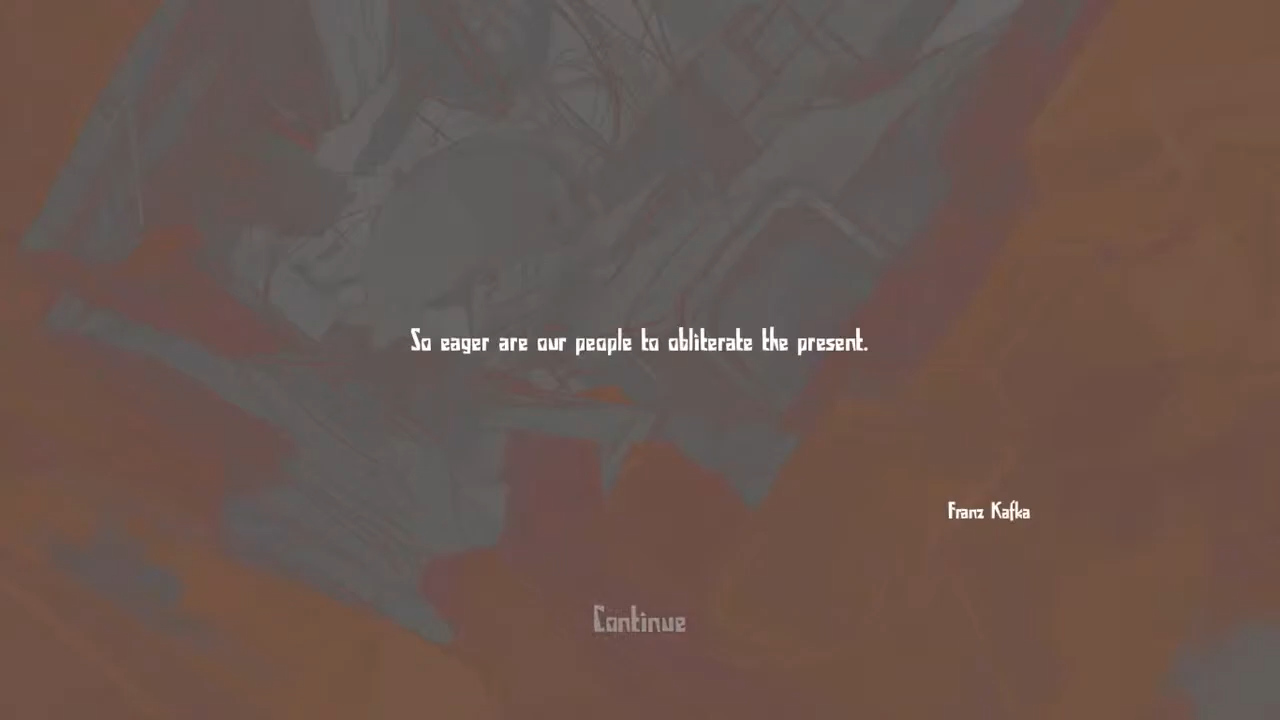 So eager are our people to obliterate the present.
Franz Kafka
Continue